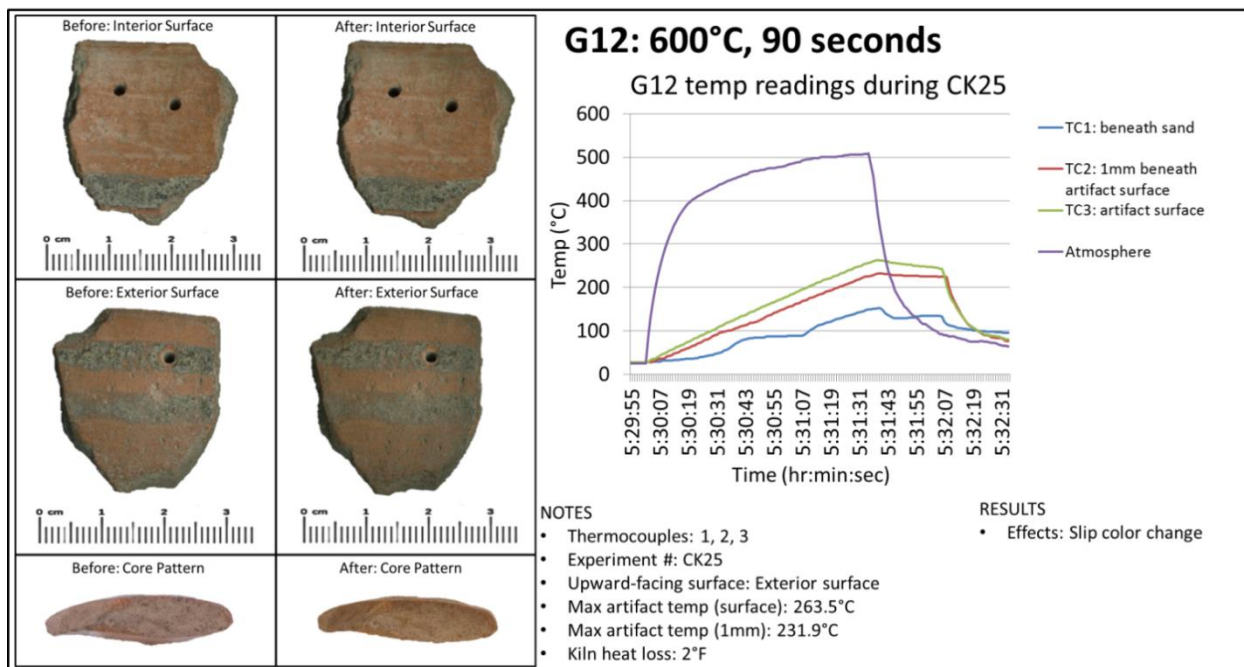 Before: Interior Surface
After: Interior Surface
0 cm 1 2 3
0 cm 1 2 3
Before: Exterior Surface
After: Exterior Surface
0 cm 1 2 3
0 cm 1 2 3
Before: Core Pattern
After: Core Pattern
G12: 600°C, 90 seconds
G12 temp readings during CK25
600
500
400
300
200
100
0
Temp (°C)
5:29:55
5:30:07
5:30:19
5:30:31
5:30:43
5:30:55
5:31:07
5:31:19
5:31:31
5:31:43
5:31:55
5:32:07
5:32:19
5:32:31
Time (hr:min:sec)
TC1: beneath sand
TC2: 1mm beneath
artifact surface
TC3: artifact surface
Atmosphere
NOTES
• Thermocouples: 1, 2, 3
• Experiment #: CK25
• Upward-facing surface: Exterior surface
• Max artifact temp (surface): 263.5°C
• Max artifact temp (1mm): 231.9°C
• Kiln heat loss: 2°F
RESULTS
• Effects: Slip color change